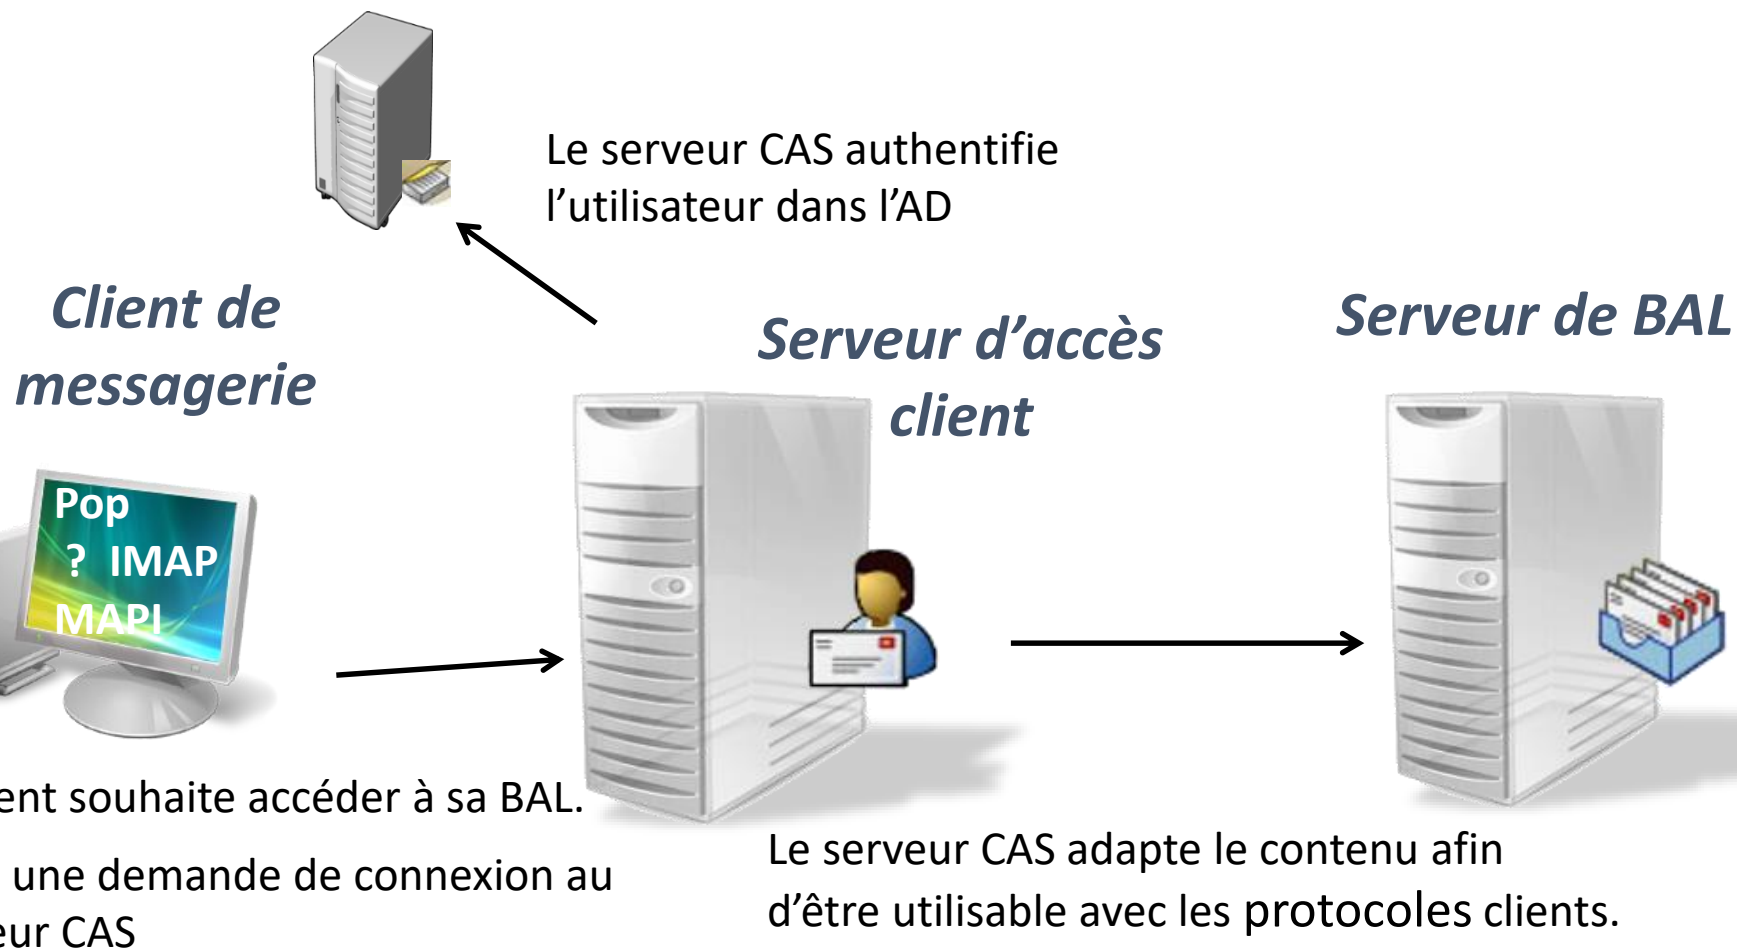 Le serveur CAS authentifie
l’utilisateur dans l’AD
Client de
messagerie
Serveur d’accès
client
Serveur de BAL
Pop
? IMAP
MAPI
souhaite accéder à sa BAL.
une demande de connexion au
CAS
Le serveur CAS adapte le contenu afin
d’être utilisable avec les protocoles clients.